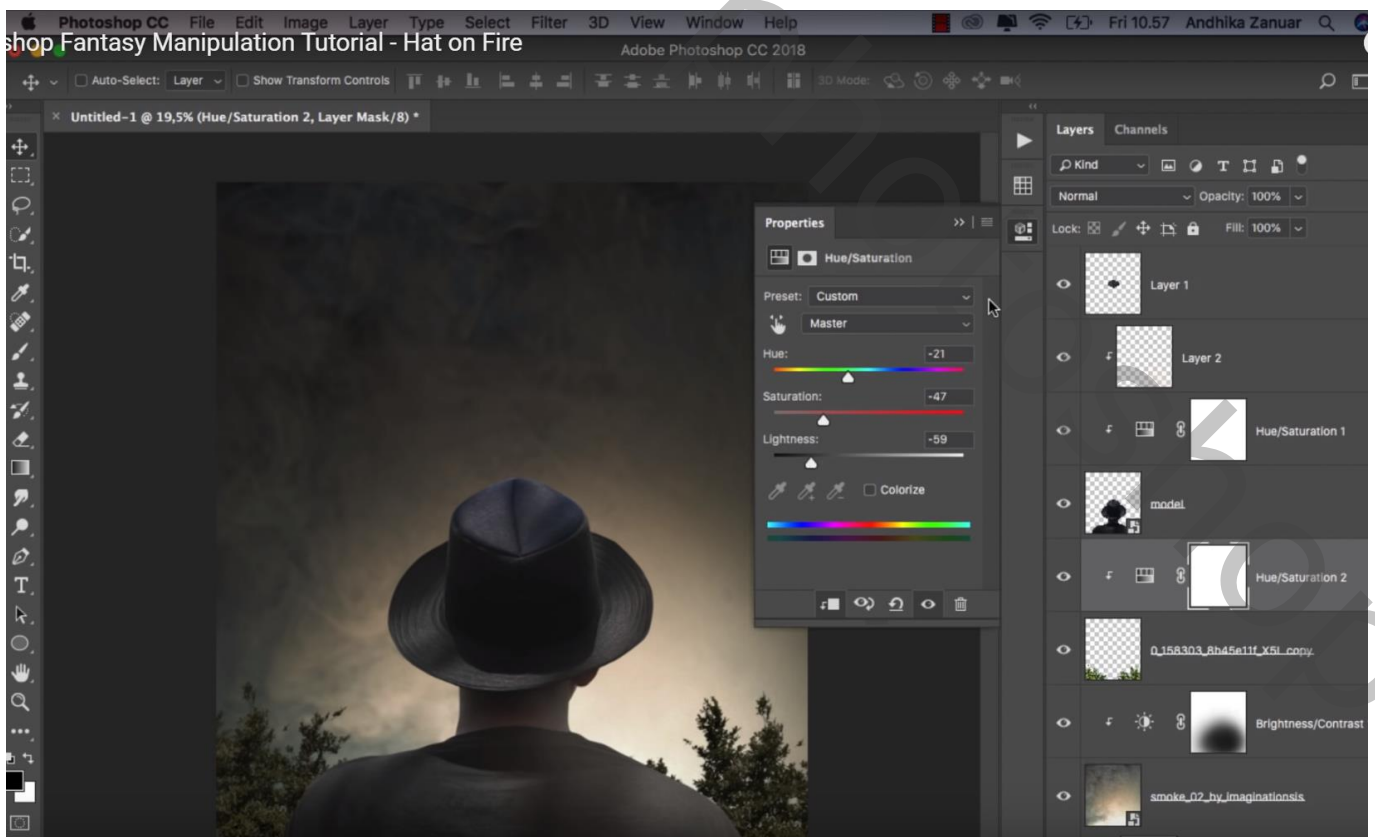 Photoshop CC File Edit Image Layer Type Select Filter 3D View Window Help Fri 10.57 Andhika Zanuar
shop Fantasy Manipulation Tutorial - Hat on Fire
Adobe Photoshop CC 2018
Auto-Select: Layer Show Transform Controls 3D Mode:
× Untitled-1 @ 19,5% (Hue/Saturation 2, Layer Mask/8) *
Layers Channels
Kind
Normal Opacity: 100%
Lock: Fill: 100%
Properties
Hue/Saturation
Preset: Custom
Master
Hue: -21
Saturation: -47
Lightness: -59
Colorize
Layer 1
Layer 2
Hue/Saturation 1
model
Hue/Saturation 2
0_158303_8b45e11f_X5L copy
Brightness/Contrast
smoke_02_by_imaginationsis